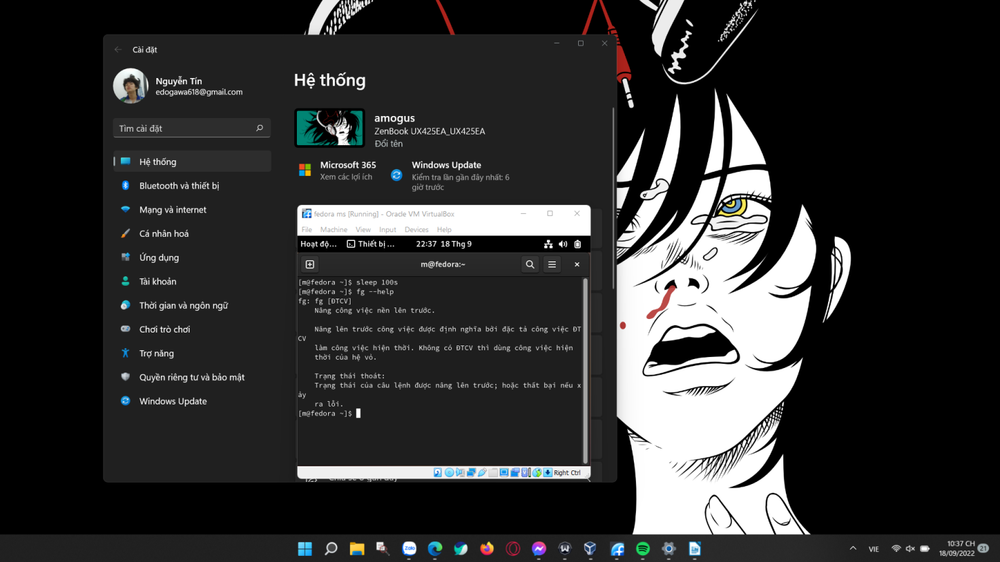 Cài đặt
Nguyễn Tín
edogawa618@gmail.com
Tìm cài đặt
Hệ thống
Bluetooth và thiết bị
Mạng và internet
Cá nhân hoá
Ứng dụng
Tài khoản
Thời gian và ngôn ngữ
Chơi trò chơi
Trợ năng
Quyền riêng tư và bảo mật
Windows Update
Hệ thống
amogus
ZenBook UX425EA_UX425EA
Đổi tên
Microsoft 365
Xem các lợi ích
Windows Update
Kiểm tra lần gần đây nhất: 6
giờ trước
fedora ms [Running] - Oracle VM VirtualBox
File Machine View Input Devices Help
Hoạt độ... Thiết bị ... 22:37 18 Thg 9
m@fedora:~
[m@fedora ~]$ sleep 100s
[m@fedora ~]$ fg --help
fg: fg [ĐTCV]
Nâng công việc nền lên trước.
Nâng lên trước công việc được định nghĩa bởi đặc tả công việc ĐT
CV
làm công việc hiện thời. Không có ĐTCV thì dùng công việc hiện
thời của hệ vỏ.
Trạng thái thoát:
Trạng thái của câu lệnh được nâng lên trước; hoặc thất bại nếu x
ảy
ra lỗi.
[m@fedora ~]$
Right Ctrl
Zalo
VIE
10:37 CH
18/09/2022
21